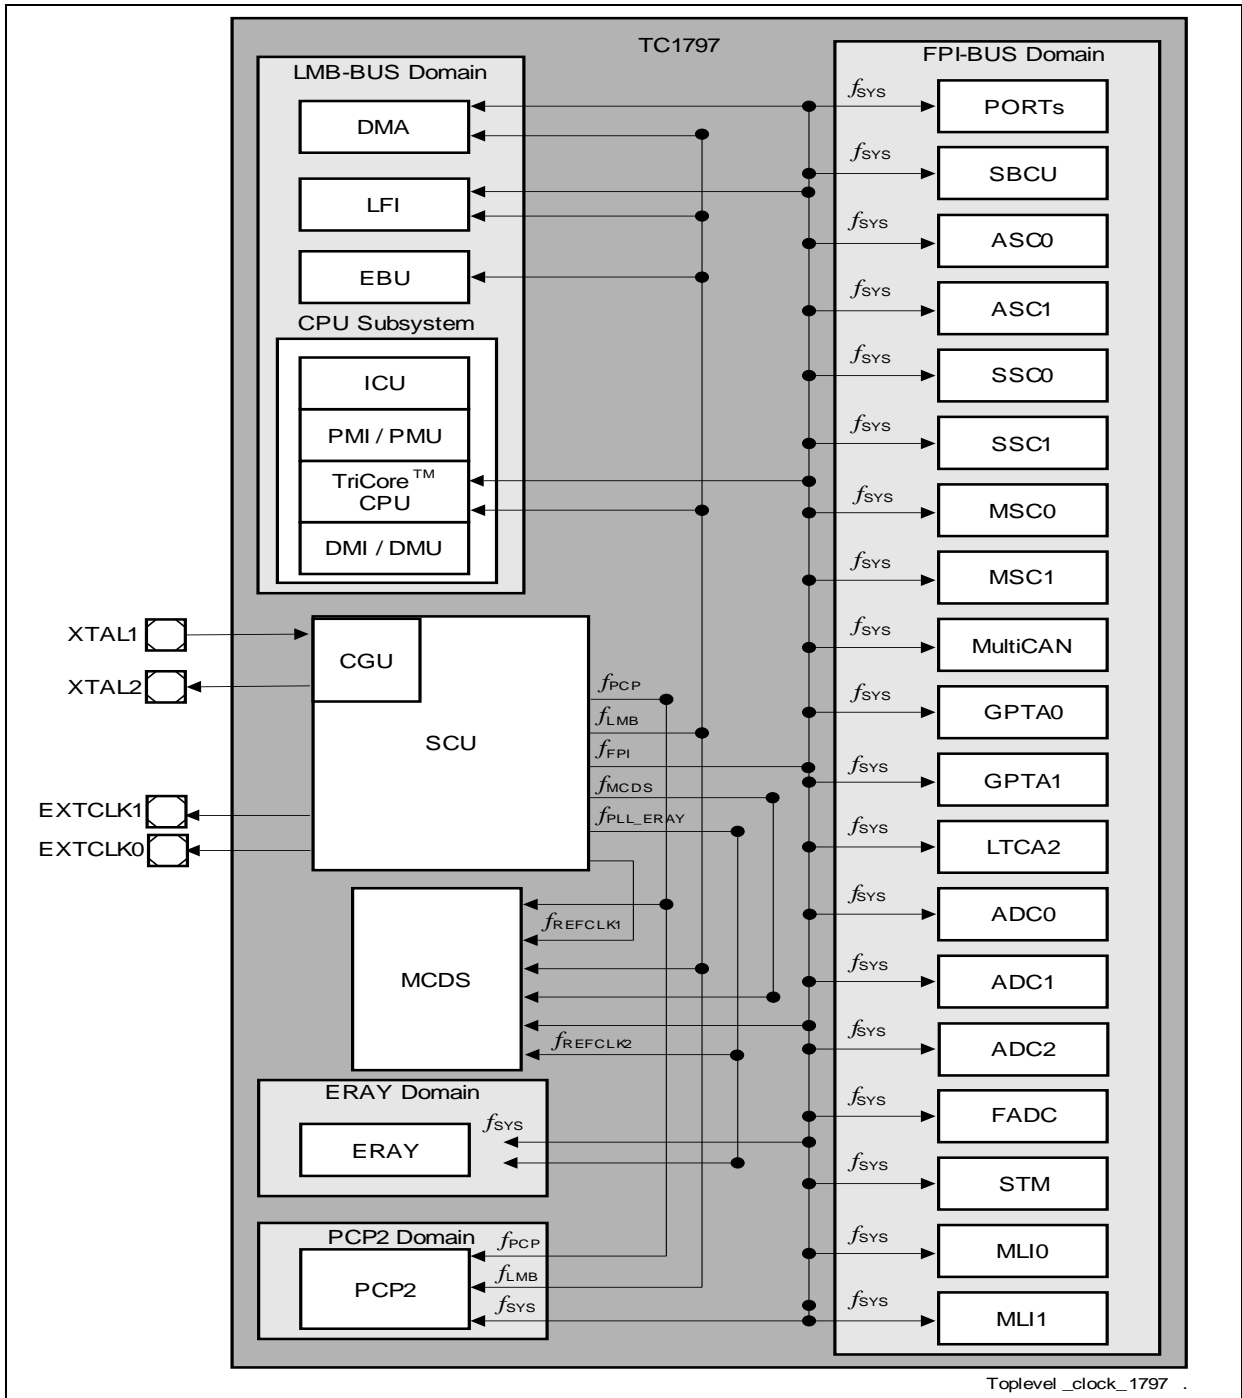 TC1797
LMB-BUS Domain
DMA
LFI
EBU
CPU Subsystem
ICU
PMI / PMU
TriCore™
CPU
DMI / DMU
XTAL1
XTAL2
EXTCLK1
EXTCLK0
CGU
SCU
fPCP
fLMB
fFPI
fMCDS
fPLL_ERAY
MCDS
fREFCLK1
fREFCLK2
ERAY Domain
ERAY
fSYS
PCP2 Domain
PCP2
fPCP
fLMB
fSYS
FPI-BUS Domain
fSYS PORTs
fSYS SBCU
fSYS ASC0
fSYS ASC1
fSYS SSC0
fSYS SSC1
fSYS MSC0
fSYS MSC1
fSYS MultiCAN
fSYS GPTA0
fSYS GPTA1
fSYS LTCA2
fSYS ADC0
fSYS ADC1
fSYS ADC2
fSYS FADC
fSYS STM
fSYS MLI0
fSYS MLI1
Toplevel _clock_1797 .